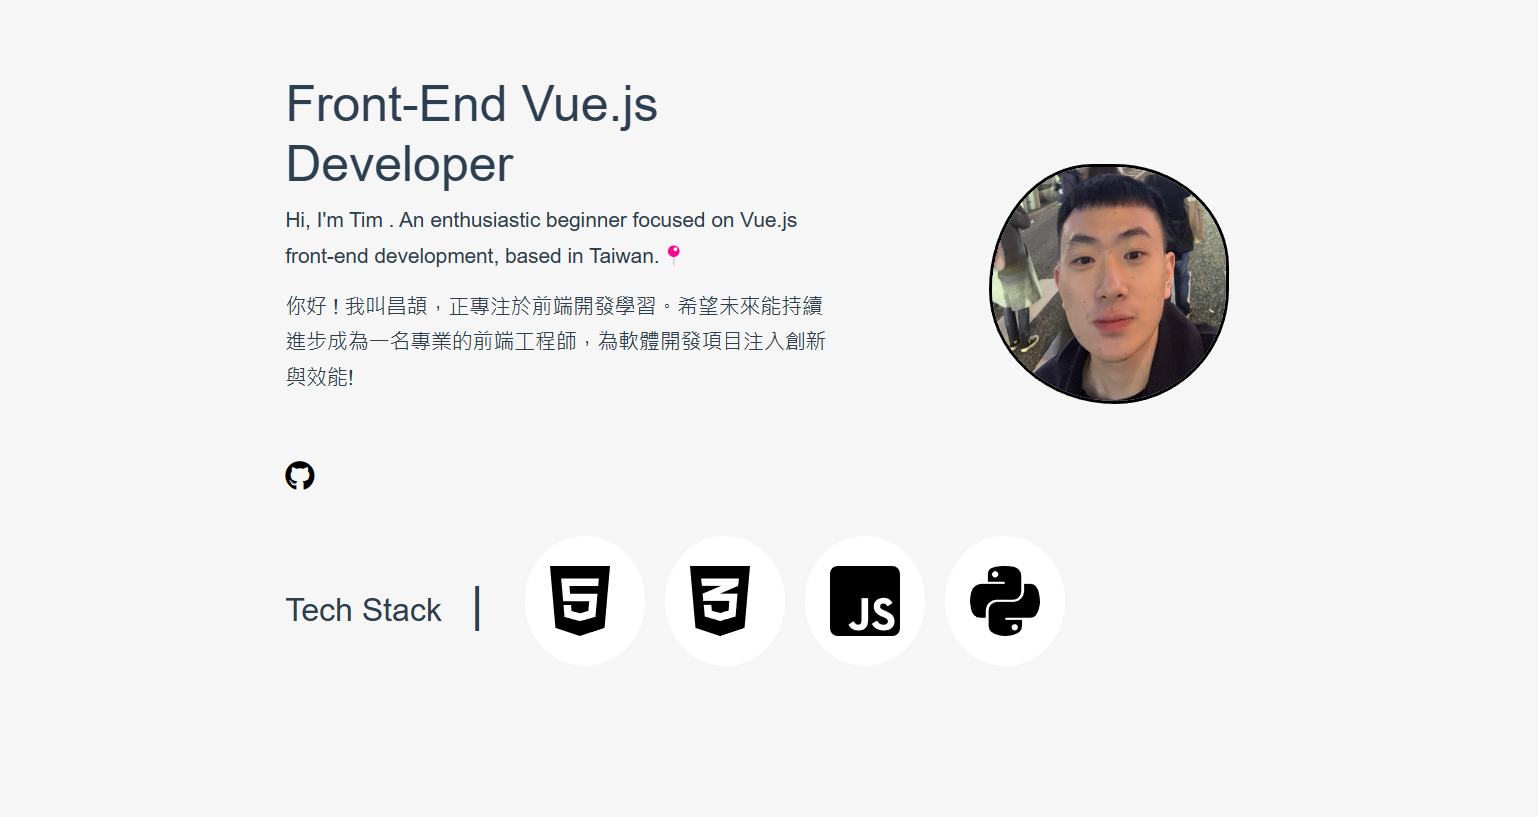 Front-End Vue.js
Developer
Hi, I'm Tim . An enthusiastic beginner focused on Vue.js
front-end development, based in Taiwan.
你好 ! 我叫昌頡，正專注於前端開發學習。希望未來能持續
進步成為一名專業的前端工程師，為軟體開發項目注入創新
與效能!
Tech Stack |
5 3 JS